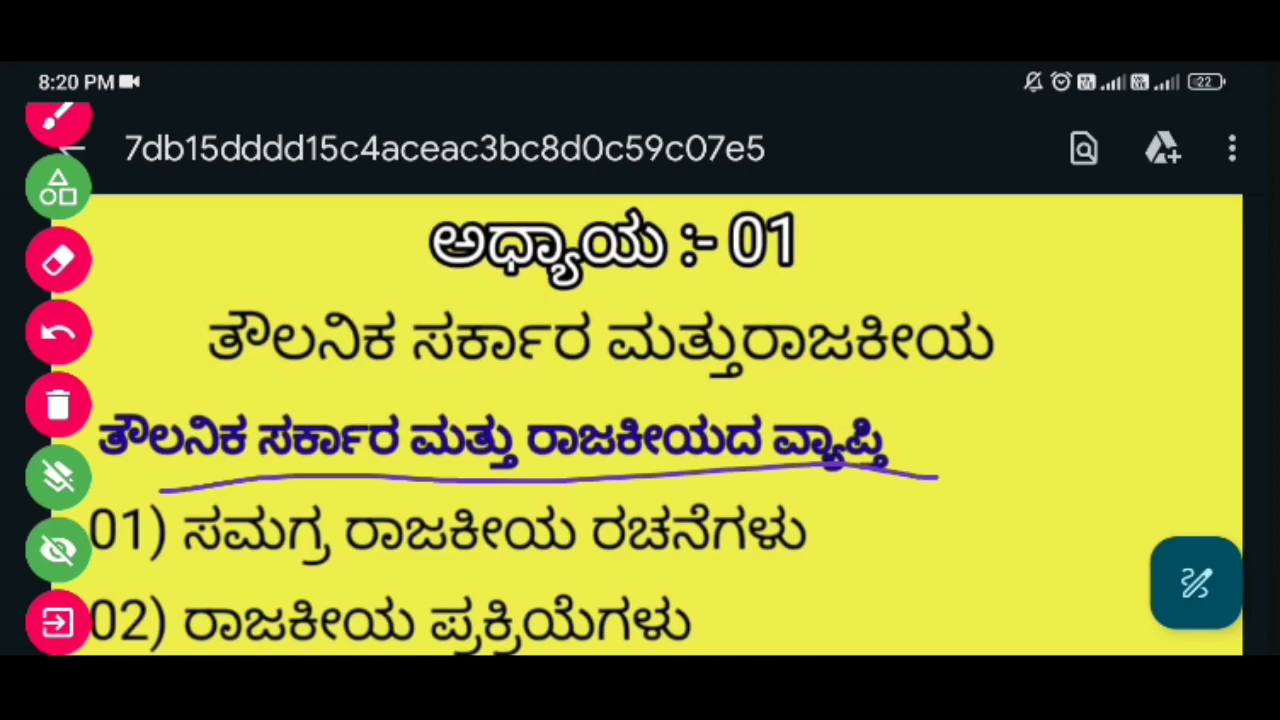 8:20 PM
22
7db15dddd15c4aceac3bc8d0c59c07e5
ಅಧ್ಯಾಯ :- 01
ತೌಲನಿಕ ಸರ್ಕಾರ ಮತ್ತುರಾಜಕೀಯ
ತೌಲನಿಕ ಸರ್ಕಾರ ಮತ್ತು ರಾಜಕೀಯದ ವ್ಯಾಪ್ತಿ
01) ಸಮಗ್ರ ರಾಜಕೀಯ ರಚನೆಗಳು
02) ರಾಜಕೀಯ ಪ್ರಕ್ರಿಯೆಗಳು